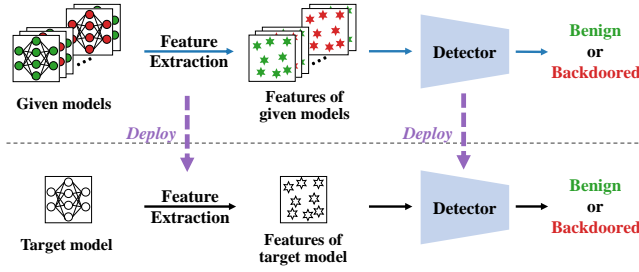 Feature
Extraction
Given models
Features of
given models
Detector
Benign
or
Backdoored
Deploy
Deploy
Feature
Extraction
Target model
Features of
target model
Detector
Benign
or
Backdoored